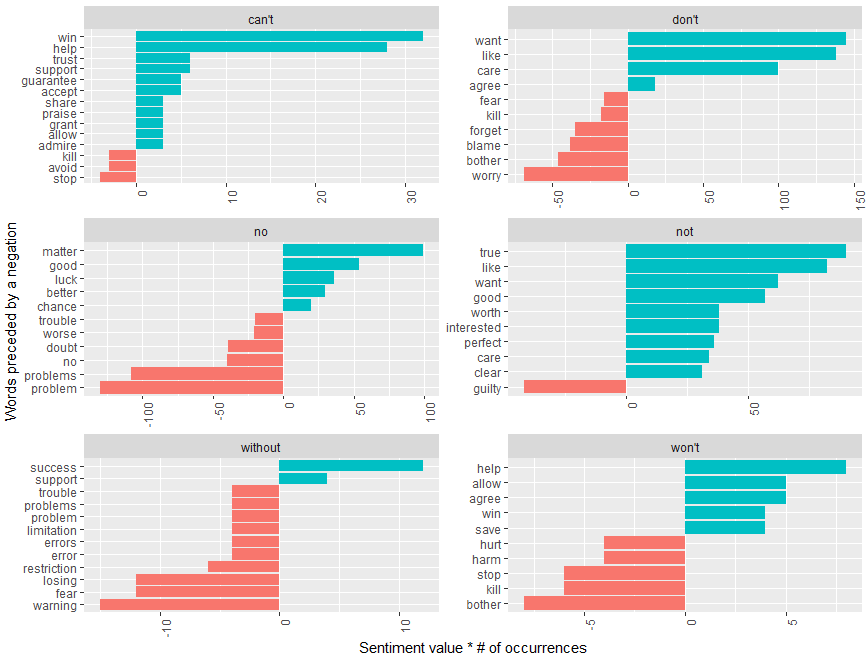 can't
win
help
trust
support
guarantee
accept
share
praise
grant
allow
admire
kill
avoid
stop
0
10
20
30
don't
want
like
care
agree
fear
kill
forget
blame
bother
worry
-50
0
50
100
150
no
matter
good
luck
better
chance
trouble
worse
doubt
no
problems
problem
-100
-50
0
50
100
not
true
like
want
good
worth
interested
perfect
care
clear
guilty
0
50
without
success
support
trouble
problems
problem
limitation
errors
error
restriction
losing
fear
warning
-10
0
10
won't
help
allow
agree
win
save
hurt
harm
stop
kill
bother
-5
0
5
Words preceded by a negation
Sentiment value * # of occurrences